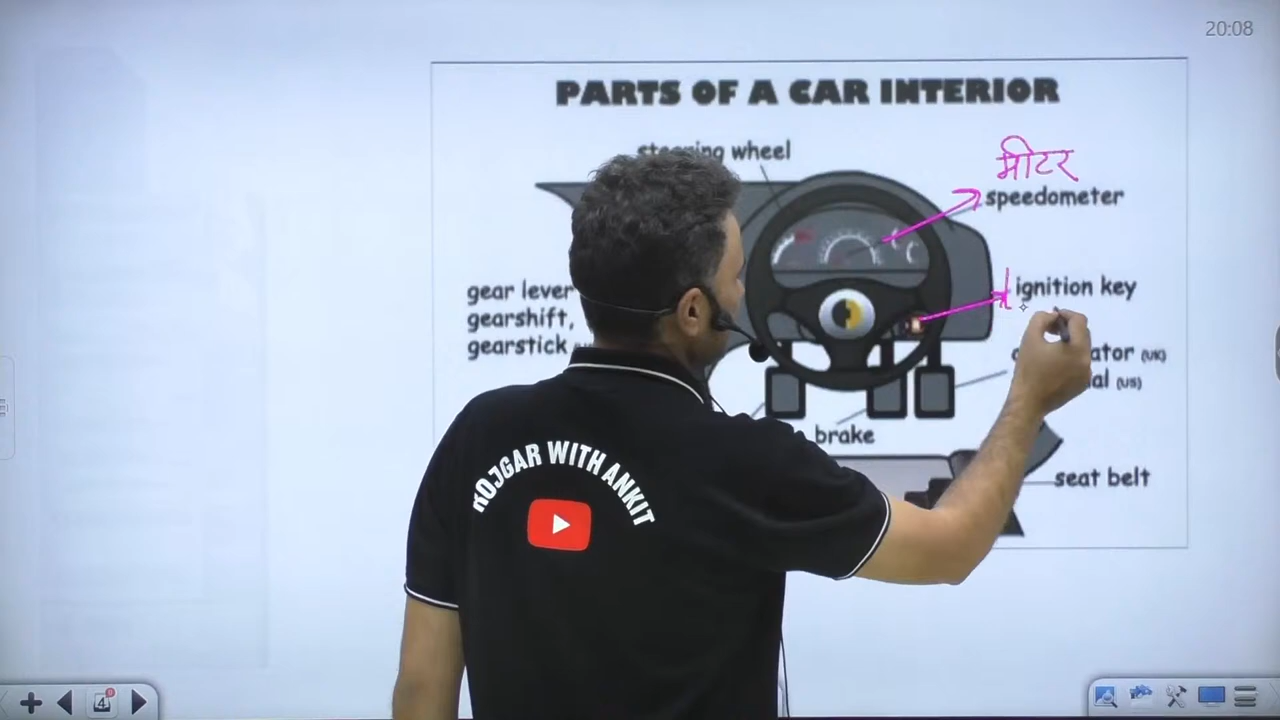 20:08
PARTS OF A CAR INTERIOR
steering wheel
मीटर
speedometer
gear lever
gearshift,
gearstick
ignition key
(UK)
(US)
brake
seat belt
ROJGAR WITH ANKIT
4